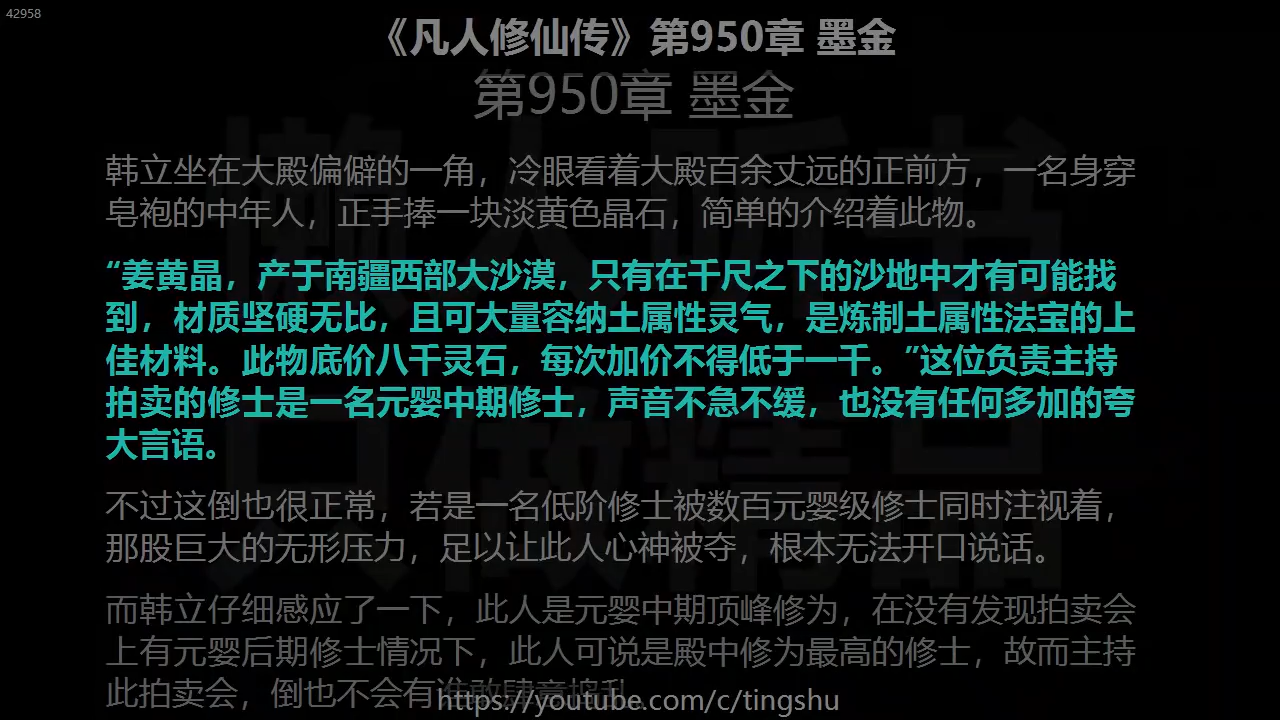 42958
《凡人修仙传》第950章 墨金
第950章 墨金
韩立坐在大殿偏僻的一角，冷眼看着大殿百余丈远的正前方，一名身穿
皂袍的中年人，正手捧一块淡黄色晶石，简单的介绍着此物。
“姜黄晶，产于南疆西部大沙漠，只有在千尺之下的沙地中才有可能找
到，材质坚硬无比，且可大量容纳土属性灵气，是炼制土属性法宝的上
佳材料。此物底价八千灵石，每次加价不得低于一千。”这位负责主持
拍卖的修士是一名元婴中期修士，声音不急不缓，也没有任何多加的夸
大言语。
不过这倒也很正常，若是一名低阶修士被数百元婴级修士同时注视着，
那股巨大的无形压力，足以让此人心神被夺，根本无法开口说话。
而韩立仔细感应了一下，此人是元婴中期顶峰修为，在没有发现拍卖会
上有元婴后期修士情况下，此人可说是殿中修为最高的修士，故而主持
此拍卖会，倒也不会有谁敢肆意捣乱。
https://youtube.com/c/tingshu
懒人听书
只做精品